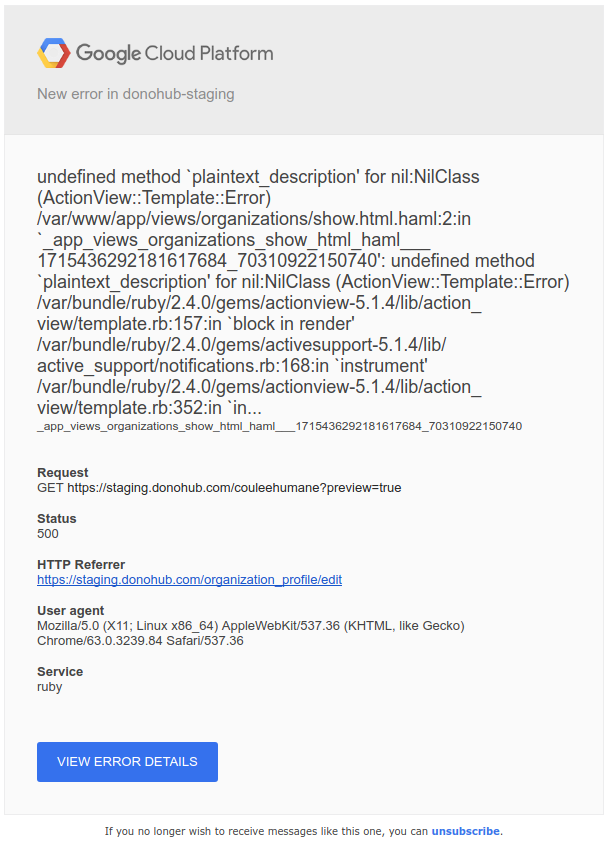 Google Cloud Platform
New error in donohub-staging
undefined method `plaintext_description' for nil:NilClass
(ActionView::Template::Error)
/var/www/app/views/organizations/show.html.haml:2:in
`_app_views_organizations_show_html_haml___
1715436292181617684_70310922150740': undefined method
`plaintext_description' for nil:NilClass (ActionView::Template::Error)
/var/bundle/ruby/2.4.0/gems/actionview-5.1.4/lib/action_
view/template.rb:157:in `block in render'
/var/bundle/ruby/2.4.0/gems/activesupport-5.1.4/lib/
active_support/notifications.rb:168:in `instrument'
/var/bundle/ruby/2.4.0/gems/actionview-5.1.4/lib/action_
view/template.rb:352:in `in...
_app_views_organizations_show_html_haml___1715436292181617684_70310922150740
Request
GET https://staging.donohub.com/couleehumane?preview=true
Status
500
HTTP Referrer
https://staging.donohub.com/organization_profile/edit
User agent
Mozilla/5.0 (X11; Linux x86_64) AppleWebKit/537.36 (KHTML, like Gecko)
Chrome/63.0.3239.84 Safari/537.36
Service
ruby
VIEW ERROR DETAILS
If you no longer wish to receive messages like this one, you can unsubscribe.